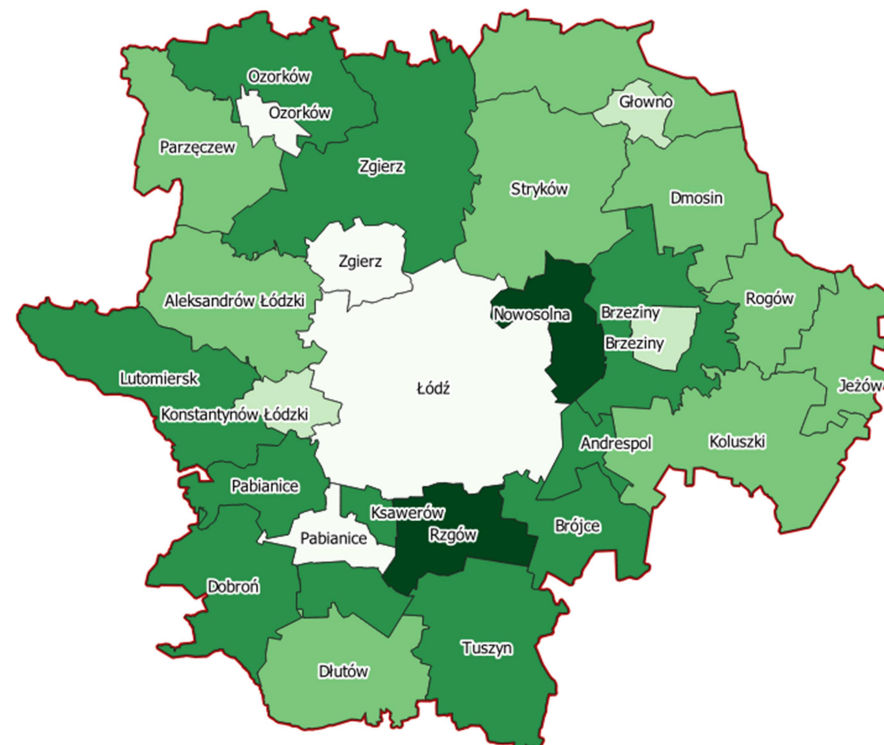 Ozorków
Ozorków
Głowno
Parzęczew
Zgierz
Stryków
Dmosin
Zgierz
Aleksandrów Łódzki
Rogów
Nowosolna
Brzeziny
Brzeziny
Lutomiersk
Łódź
Jeżów
Konstantynów Łódzki
Andrespol
Koluszki
Pabianice
Ksawerów
Brójce
Pabianice
Rzgów
Dobroń
Tuszyn
Dłutów